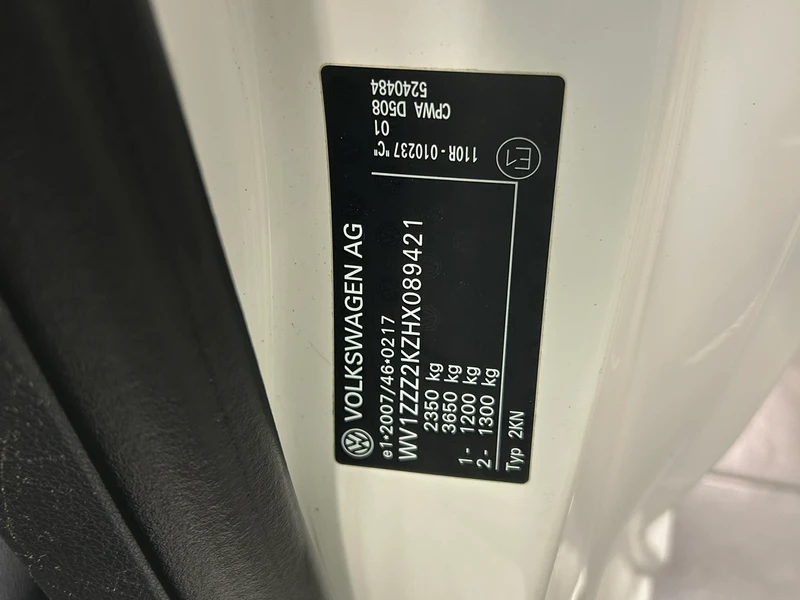 VOLKSWAGEN AG
e1*2007/46*0217
WV1ZZZ2KZHX089421
2350 kg
3650 kg
1- 1200 kg
2- 1300 kg
Typ 2KN
E1
110R-010237 "C"
01
CPWA D508
5240484